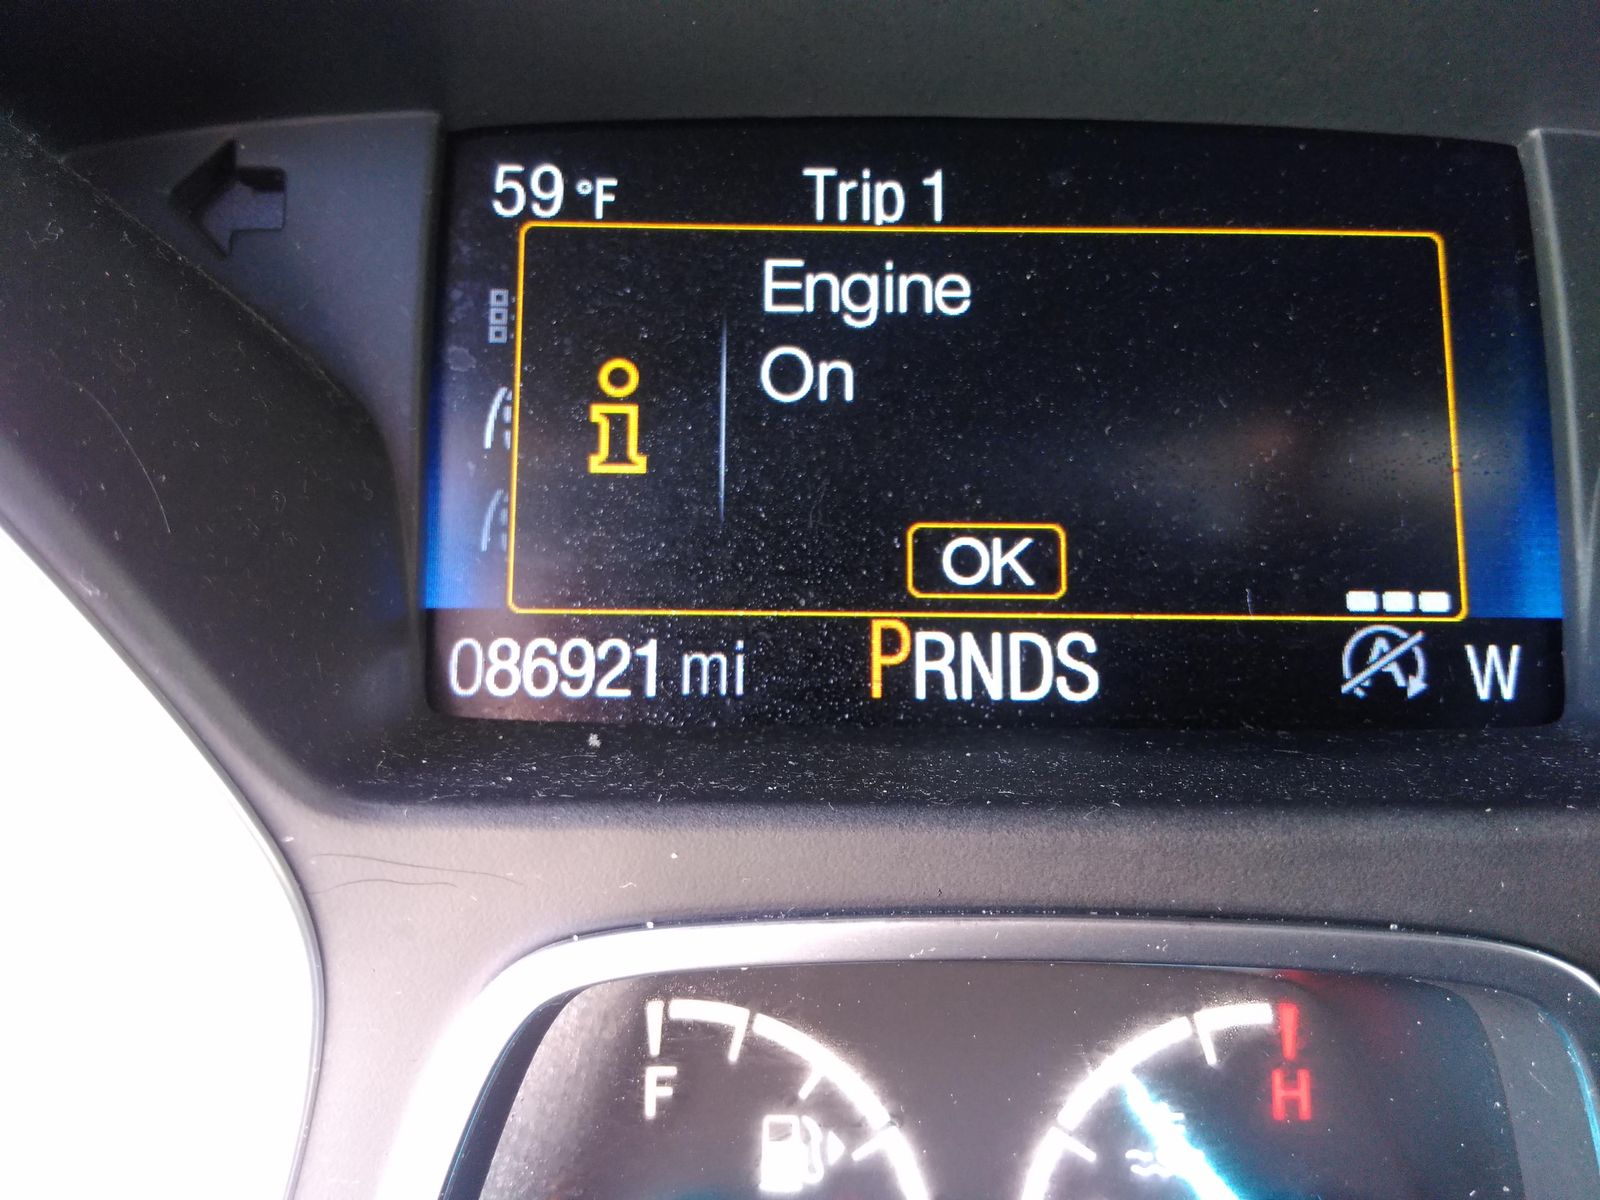 59 °F Trip 1
Engine
On
OK
086921 mi PRNDS A W
F H